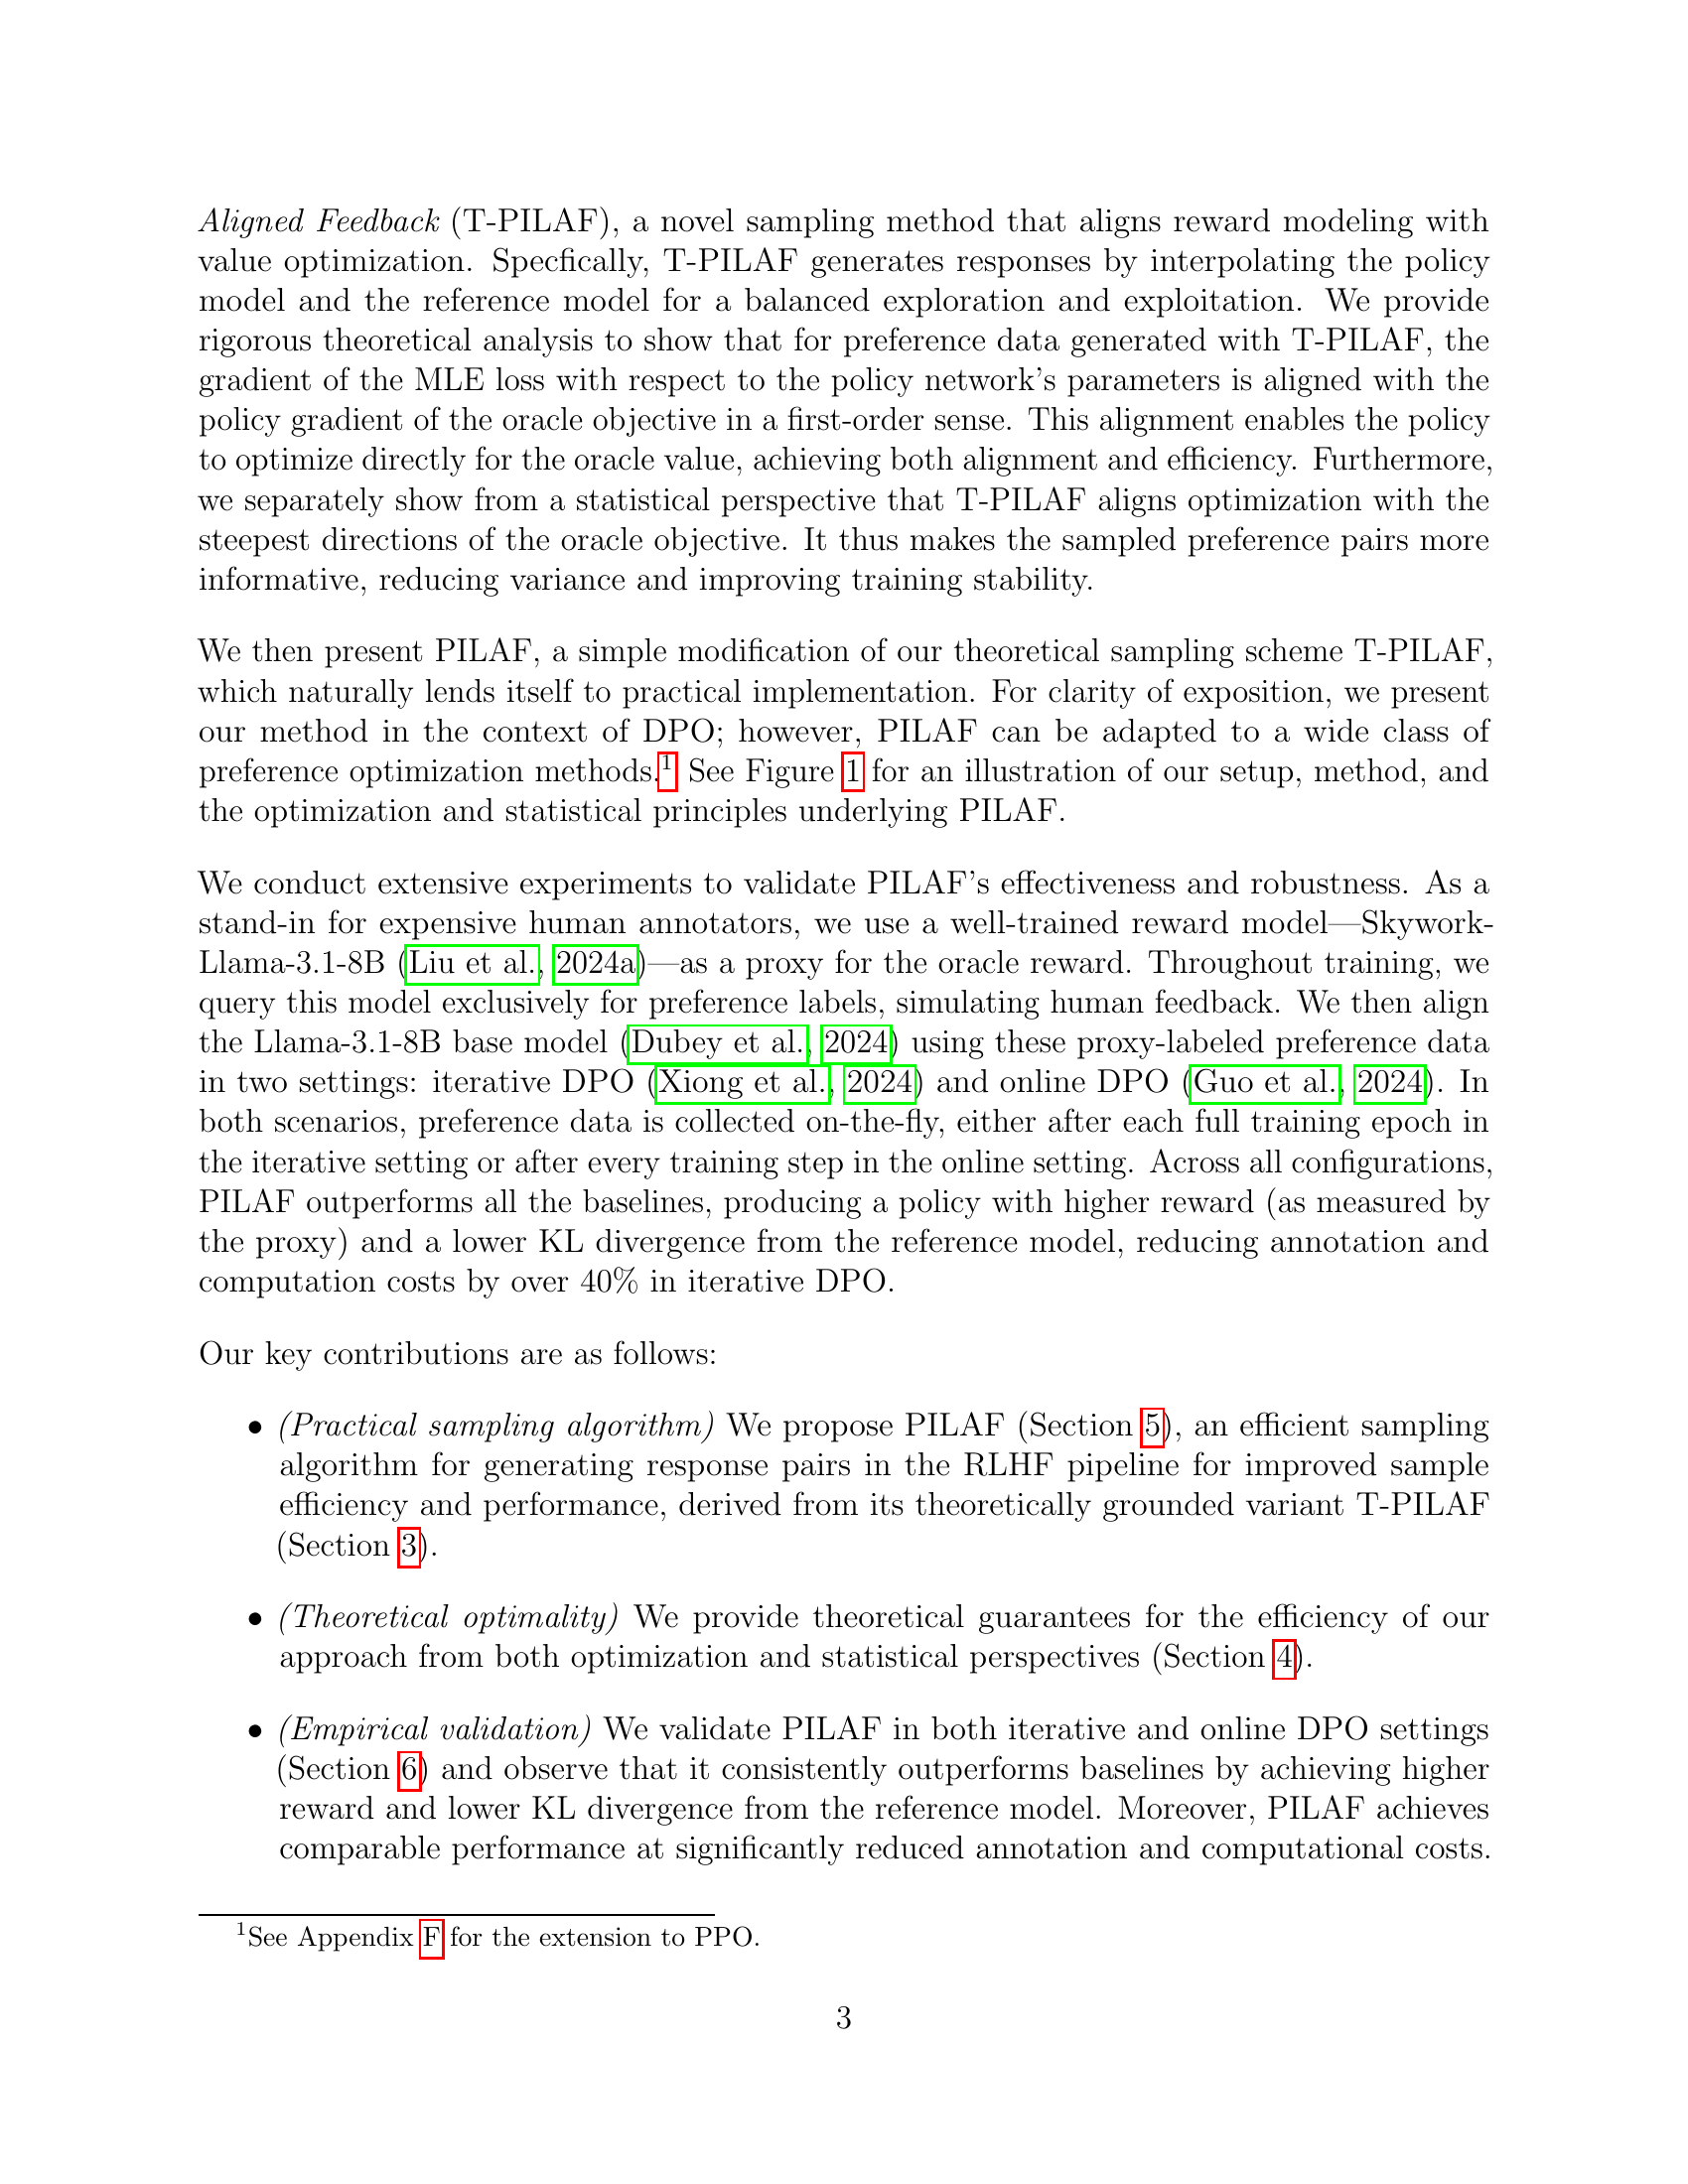 Aligned Feedback (T-PILAF), a novel sampling method that aligns reward modeling with
value optimization. Specfically, T-PILAF generates responses by interpolating the policy
model and the reference model for a balanced exploration and exploitation. We provide
rigorous theoretical analysis to show that for preference data generated with T-PILAF, the
gradient of the MLE loss with respect to the policy network's parameters is aligned with the
policy gradient of the oracle objective in a first-order sense. This alignment enables the policy
to optimize directly for the oracle value, achieving both alignment and efficiency. Furthermore,
we separately show from a statistical perspective that T-PILAF aligns optimization with the
steepest directions of the oracle objective. It thus makes the sampled preference pairs more
informative, reducing variance and improving training stability.
We then present PILAF, a simple modification of our theoretical sampling scheme T-PILAF,
which naturally lends itself to practical implementation. For clarity of exposition, we present
our method in the context of DPO; however, PILAF can be adapted to a wide class of
preference optimization methods.1 See Figure 1 for an illustration of our setup, method, and
the optimization and statistical principles underlying PILAF.
We conduct extensive experiments to validate PILAF's effectiveness and robustness. As a
stand-in for expensive human annotators, we use a well-trained reward model—Skywork-
Llama-3.1-8B (Liu et al., 2024a)—as a proxy for the oracle reward. Throughout training, we
query this model exclusively for preference labels, simulating human feedback. We then align
the Llama-3.1-8B base model (Dubey et al., 2024) using these proxy-labeled preference data
in two settings: iterative DPO (Xiong et al., 2024) and online DPO (Guo et al., 2024). In
both scenarios, preference data is collected on-the-fly, either after each full training epoch in
the iterative setting or after every training step in the online setting. Across all configurations,
PILAF outperforms all the baselines, producing a policy with higher reward (as measured by
the proxy) and a lower KL divergence from the reference model, reducing annotation and
computation costs by over 40% in iterative DPO.
Our key contributions are as follows:
• (Practical sampling algorithm) We propose PILAF (Section 5), an efficient sampling
algorithm for generating response pairs in the RLHF pipeline for improved sample
efficiency and performance, derived from its theoretically grounded variant T-PILAF
(Section 3).
• (Theoretical optimality) We provide theoretical guarantees for the efficiency of our
approach from both optimization and statistical perspectives (Section 4).
• (Empirical validation) We validate PILAF in both iterative and online DPO settings
(Section 6) and observe that it consistently outperforms baselines by achieving higher
reward and lower KL divergence from the reference model. Moreover, PILAF achieves
comparable performance at significantly reduced annotation and computational costs.
1See Appendix F for the extension to PPO.
3